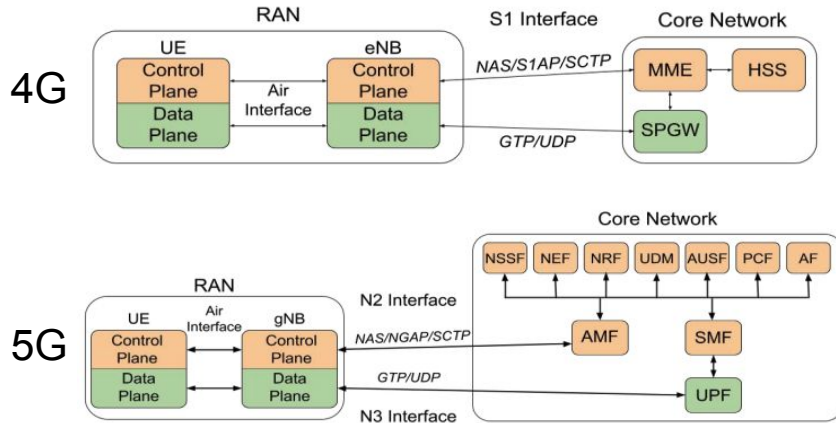 4G
RAN
S1 Interface
Core Network
UE
eNB
Control
Plane
Data
Plane
Air
Interface
Control
Plane
Data
Plane
NAS/S1AP/SCTP
GTP/UDP
MME
HSS
SPGW
5G
RAN
UE
Air
Interface
gNB
Control
Plane
Data
Plane
Control
Plane
Data
Plane
N2 Interface
NAS/NGAP/SCTP
GTP/UDP
N3 Interface
Core Network
NSSF
NEF
NRF
UDM
AUSF
PCF
AF
AMF
SMF
UPF